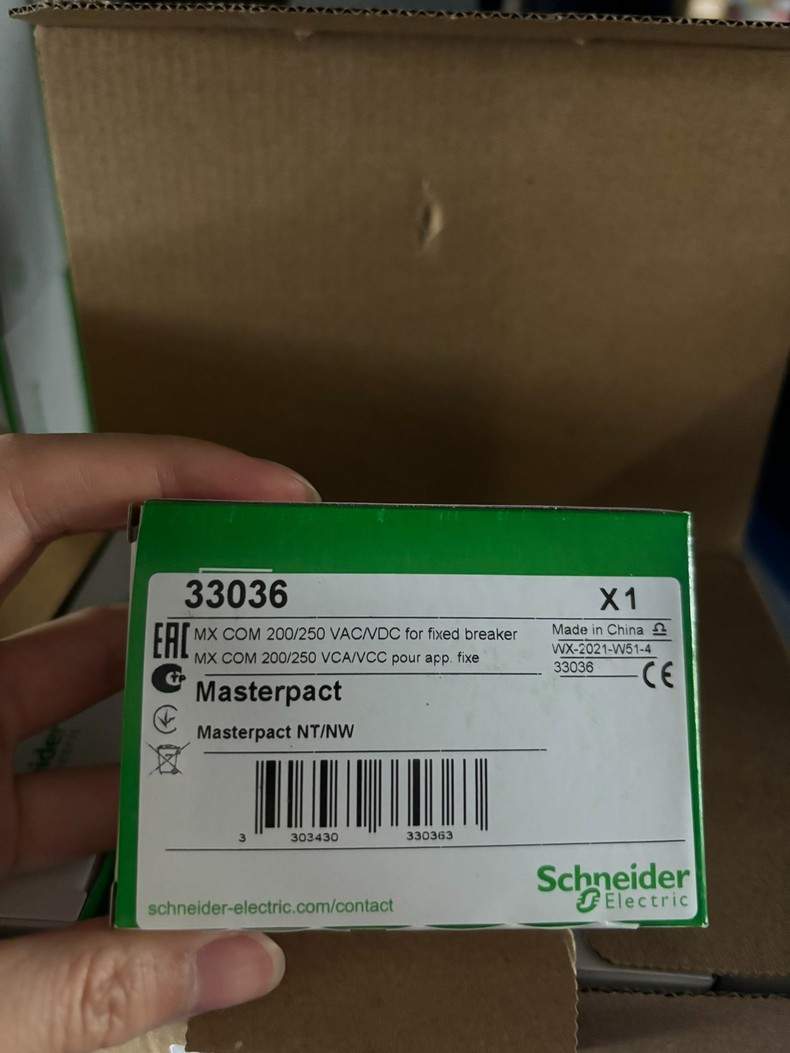 33036
X1
EAC
MX COM 200/250 VAC/VDC for fixed breaker
MX COM 200/250 VCA/VCC pour app. fixe
Made in China
WX-2021-W51-4
33036
CE
Masterpact
Masterpact NT/NW
3 303430 330363
schneider-electric.com/contact
Schneider
Electric